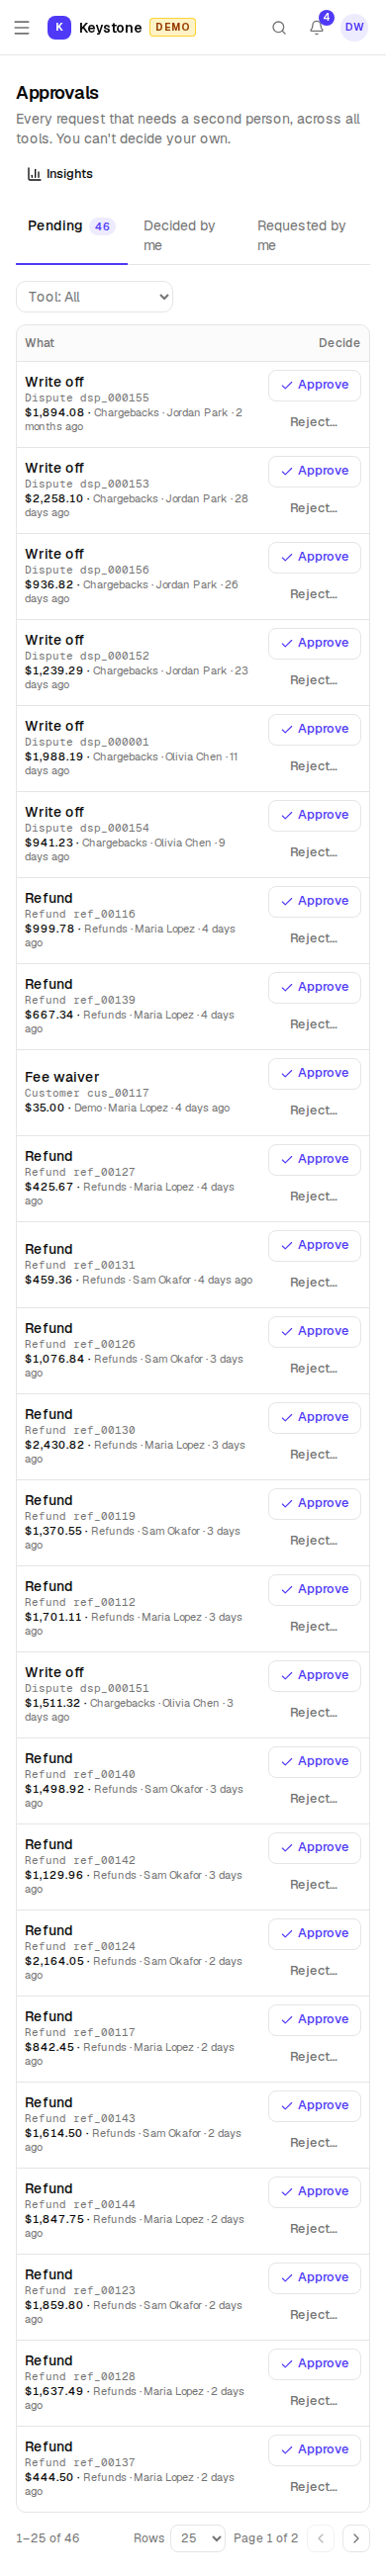 K Keystone DEMO 4 DW
Approvals
Every request that needs a second person, across all
tools. You can't decide your own.
Insights
Pending 46 Decided by me Requested by me
Tool: All
What Decide
Write off
Dispute dsp_000155
$1,894.08 · Chargebacks · Jordan Park · 2
months ago
Approve
Reject…
Write off
Dispute dsp_000153
$2,258.10 · Chargebacks · Jordan Park · 28
days ago
Approve
Reject…
Write off
Dispute dsp_000156
$936.82 · Chargebacks · Jordan Park · 26
days ago
Approve
Reject…
Write off
Dispute dsp_000152
$1,239.29 · Chargebacks · Jordan Park · 23
days ago
Approve
Reject…
Write off
Dispute dsp_000001
$1,988.19 · Chargebacks · Olivia Chen · 11
days ago
Approve
Reject…
Write off
Dispute dsp_000154
$941.23 · Chargebacks · Olivia Chen · 9
days ago
Approve
Reject…
Refund
Refund ref_00116
$999.78 · Refunds · Maria Lopez · 4 days
ago
Approve
Reject…
Refund
Refund ref_00139
$667.34 · Refunds · Maria Lopez · 4 days
ago
Approve
Reject…
Fee waiver
Customer cus_00117
$35.00 · Demo · Maria Lopez · 4 days ago
Approve
Reject…
Refund
Refund ref_00127
$425.67 · Refunds · Maria Lopez · 4 days
ago
Approve
Reject…
Refund
Refund ref_00131
$459.36 · Refunds · Sam Okafor · 4 days ago
Approve
Reject…
Refund
Refund ref_00126
$1,076.84 · Refunds · Sam Okafor · 3 days
ago
Approve
Reject…
Refund
Refund ref_00130
$2,430.82 · Refunds · Maria Lopez · 3 days
ago
Approve
Reject…
Refund
Refund ref_00119
$1,370.55 · Refunds · Sam Okafor · 3 days
ago
Approve
Reject…
Refund
Refund ref_00112
$1,701.11 · Refunds · Maria Lopez · 3 days
ago
Approve
Reject…
Write off
Dispute dsp_000151
$1,511.32 · Chargebacks · Olivia Chen · 3
days ago
Approve
Reject…
Refund
Refund ref_00140
$1,498.92 · Refunds · Sam Okafor · 3 days
ago
Approve
Reject…
Refund
Refund ref_00142
$1,129.96 · Refunds · Sam Okafor · 3 days
ago
Approve
Reject…
Refund
Refund ref_00124
$2,164.05 · Refunds · Sam Okafor · 2 days
ago
Approve
Reject…
Refund
Refund ref_00117
$842.45 · Refunds · Maria Lopez · 2 days
ago
Approve
Reject…
Refund
Refund ref_00143
$1,614.50 · Refunds · Sam Okafor · 2 days
ago
Approve
Reject…
Refund
Refund ref_00144
$1,847.75 · Refunds · Maria Lopez · 2 days
ago
Approve
Reject…
Refund
Refund ref_00123
$1,859.80 · Refunds · Sam Okafor · 2 days
ago
Approve
Reject…
Refund
Refund ref_00128
$1,637.49 · Refunds · Maria Lopez · 2 days
ago
Approve
Reject…
Refund
Refund ref_00137
$444.50 · Refunds · Maria Lopez · 2 days
ago
Approve
Reject…
1–25 of 46 Rows 25 Page 1 of 2